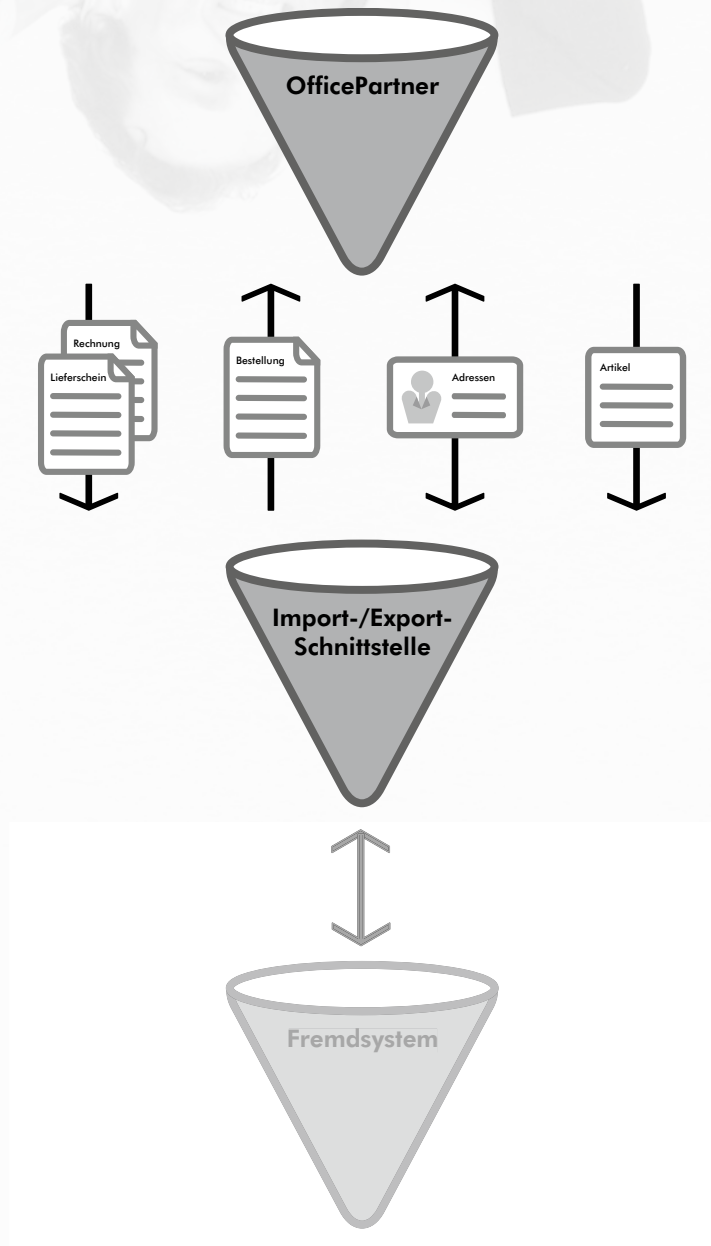 OfficePartner
Rechnung
Lieferschein
Bestellung
Adressen
Artikel
Import-/Export-
Schnittstelle
Fremdsystem